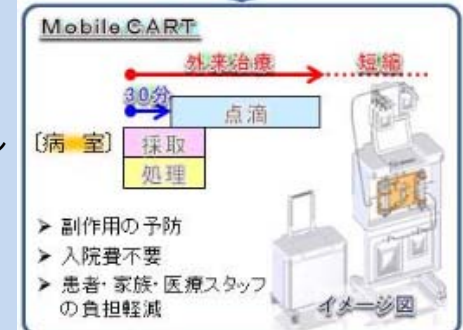 Mobile CART
外来治療 短縮
30分
点滴
〔病 室〕 採取
処理
➢ 副作用の予防
➢ 入院費不要
➢ 患者・家族・医療スタッフ
の負担軽減
イメージ図